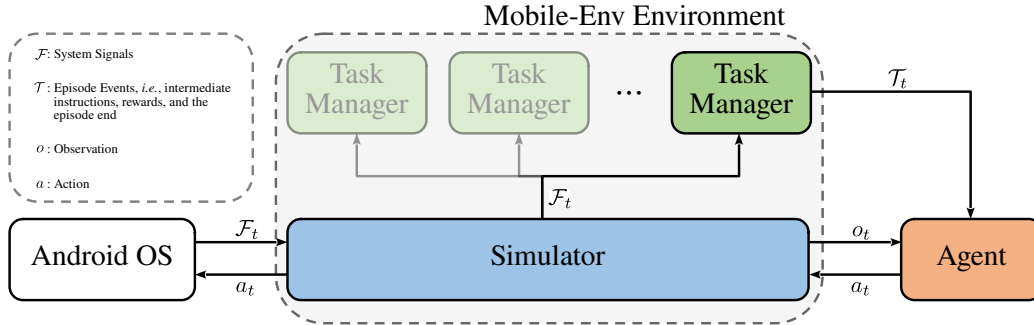 Mobile-Env Environment
ℱ: System Signals
𝒯: Episode Events, i.e., intermediate
instructions, rewards, and the
episode end
o: Observation
a: Action
Task
Manager
Task
Manager
...
Task
Manager
𝒯t
ℱt
Android OS
ℱt
at
Simulator
ot
at
Agent